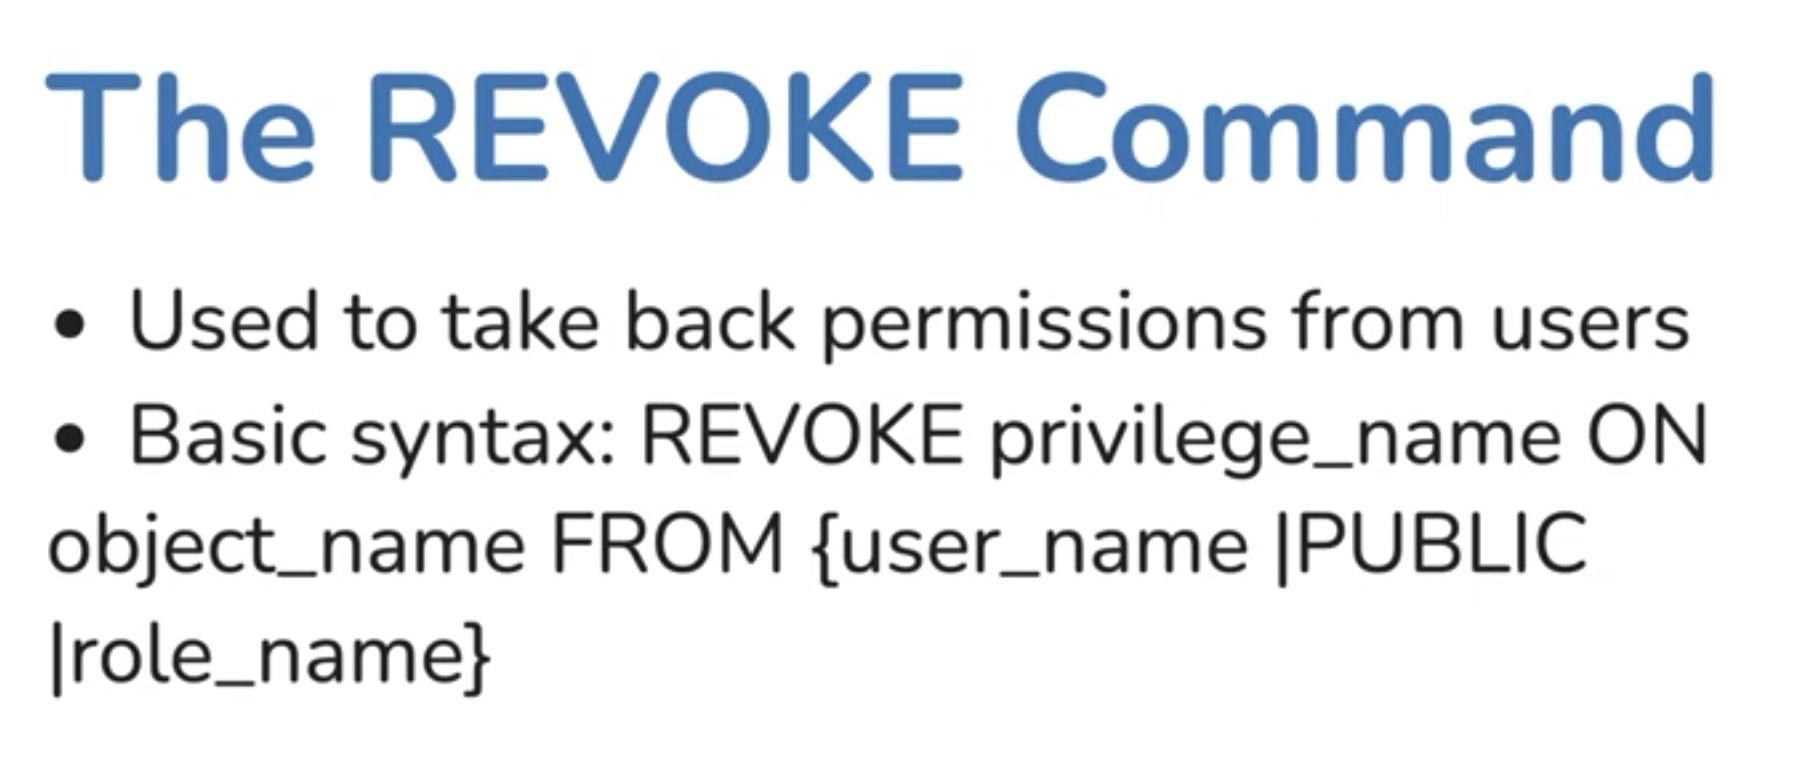 The REVOKE Command
• Used to take back permissions from users
• Basic syntax: REVOKE privilege_name ON
object_name FROM {user_name |PUBLIC
|role_name}